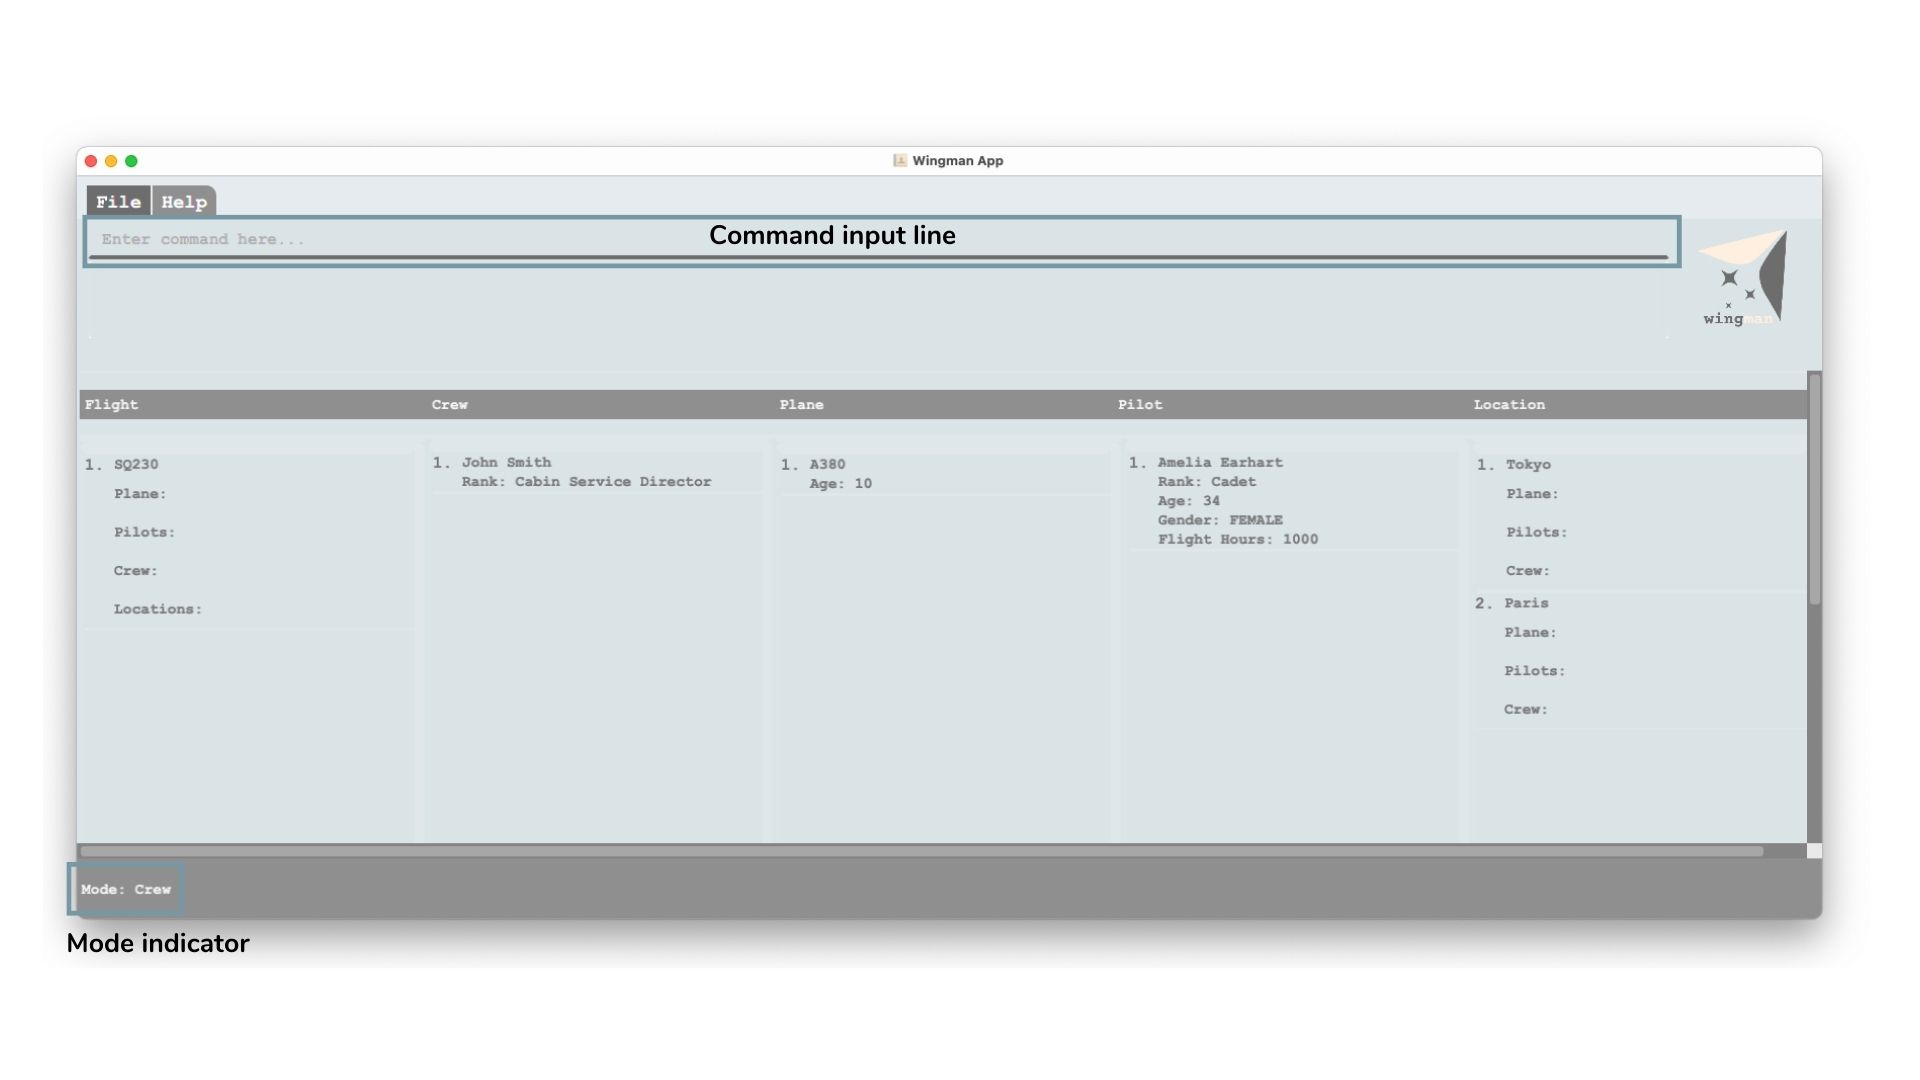 Wingman App
File Help
Enter command here...
Command input line
wingman
Flight Crew Plane Pilot Location
1. SQ230
Plane:
Pilots:
Crew:
Locations:
1. John Smith
Rank: Cabin Service Director
1. A380
Age: 10
1. Amelia Earhart
Rank: Cadet
Age: 34
Gender: FEMALE
Flight Hours: 1000
1. Tokyo
Plane:
Pilots:
Crew:
2. Paris
Plane:
Pilots:
Crew:
Mode: Crew
Mode indicator